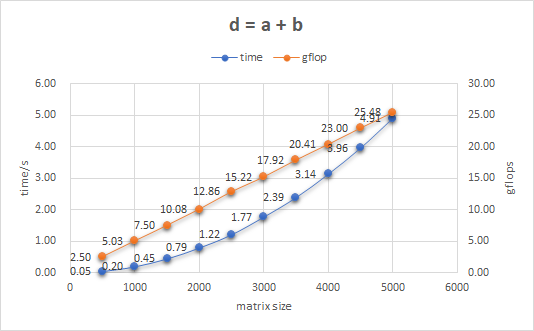 d = a + b
time gflop
6.00 30.00
5.00 25.00
4.00 20.00
3.00 15.00
2.00 10.00
1.00 5.00
0.00 0.00
time/s
gflops
0.05 0.20 0.45 0.79 1.22 1.77 2.39 3.14 3.96 4.91
2.50 5.03 7.50 10.08 12.86 15.22 17.92 20.41 23.00 25.48
0 1000 2000 3000 4000 5000 6000
matrix size